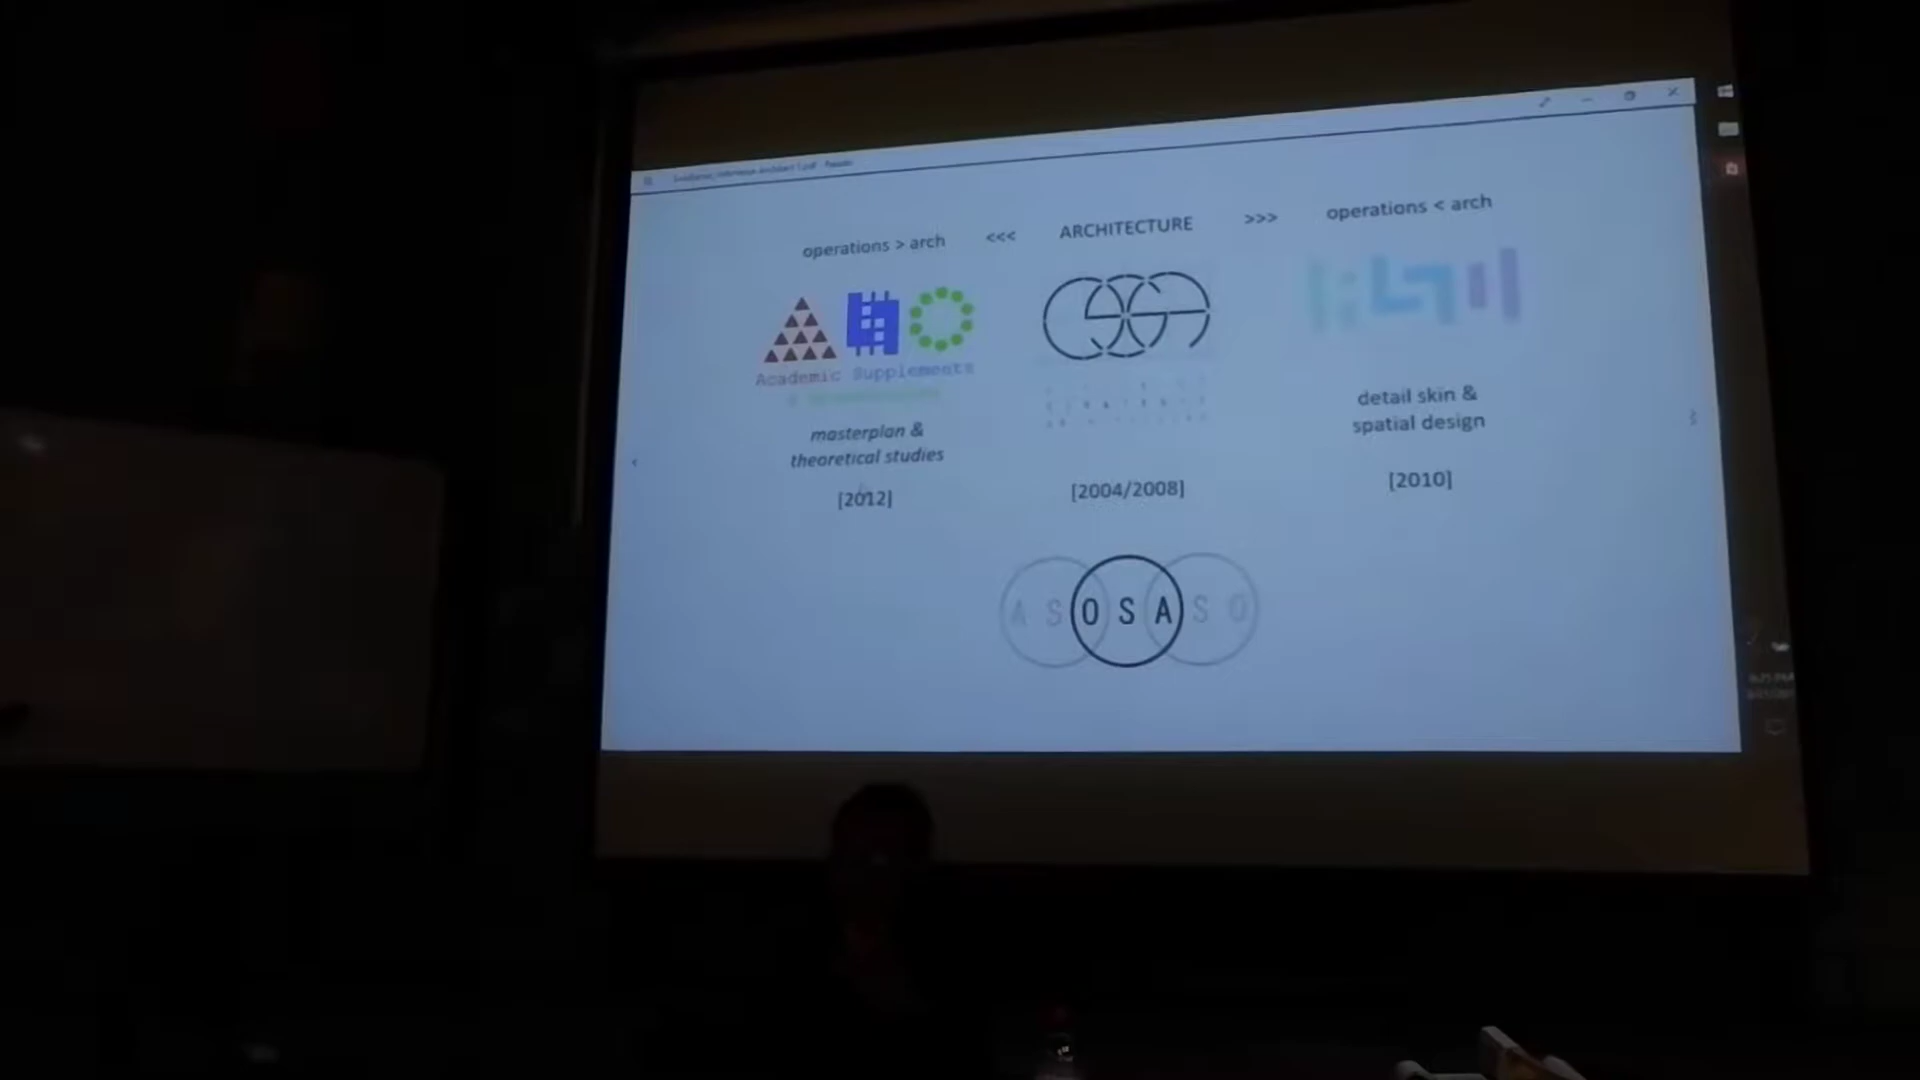 operations > arch <<< ARCHITECTURE >>> operations < arch
Academic Supplements
masterplan &
theoretical studies
[2012]
[2004/2008]
detail skin &
spatial design
[2010]
A S O S A S O